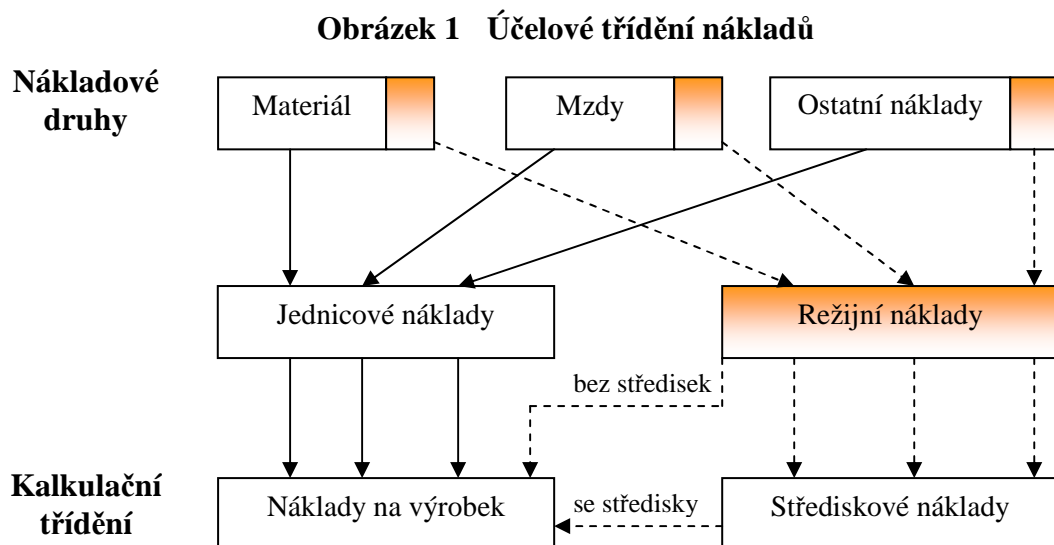 Obrázek 1 Účelové třídění nákladů
Nákladové
druhy
Materiál
Mzdy
Ostatní náklady
Jednicové náklady
Režijní náklady
bez středisek
Kalkulační
třídění
Náklady na výrobek
se středisky
Střediskové náklady